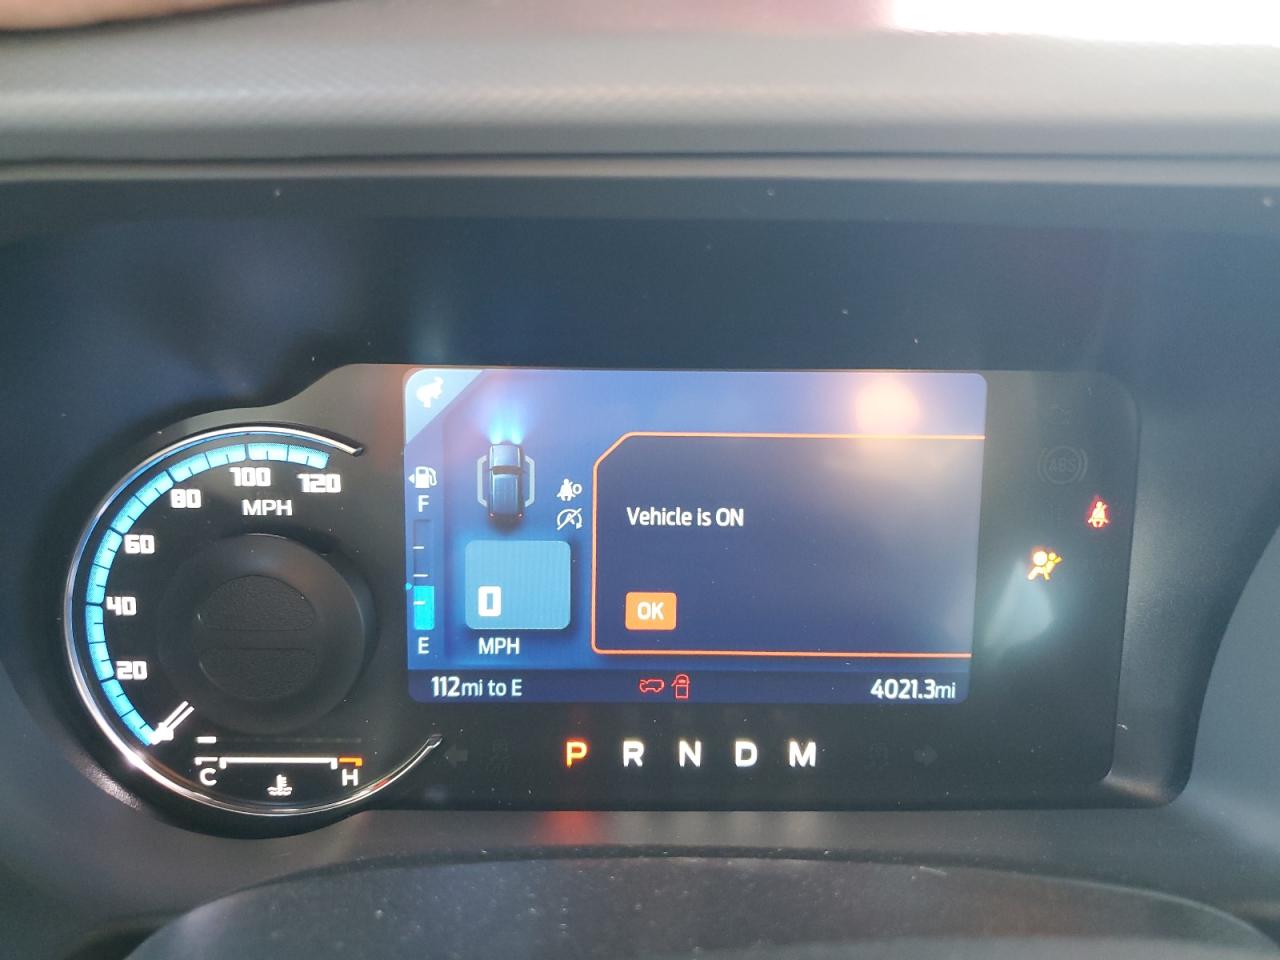 120
100
80
MPH
60
40
20
C
H
F
E
0
MPH
Vehicle is ON
OK
112mi to E
4021.3mi
ABS
P R N D M